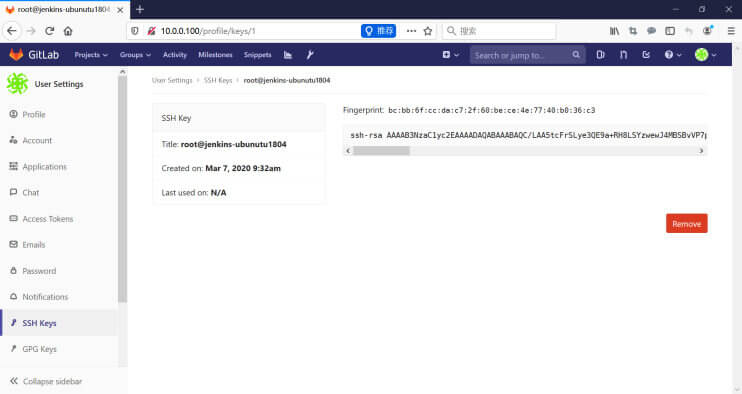 root@jenkins-ubunutu1804
10.0.0.100/profile/keys/1
推荐
搜索
GitLab
Projects
Groups
Activity
Milestones
Snippets
Search or jump to...
User Settings
Profile
Account
Applications
Chat
Access Tokens
Emails
Password
Notifications
SSH Keys
GPG Keys
Collapse sidebar
User Settings > SSH Keys > root@jenkins-ubunutu1804
SSH Key
Title: root@jenkins-ubunutu1804
Created on: Mar 7, 2020 9:32am
Last used on: N/A
Fingerprint: bc:bb:6f:cc:da:c7:2f:60:be:ce:4e:77:40:b0:36:c3
ssh-rsa AAAAB3NzaC1yc2EAAAADAQABAAABAQC/LAA5tcFrSLye3QE9a+RH8LSYzwewJ4MBSBvVP7p
Remove